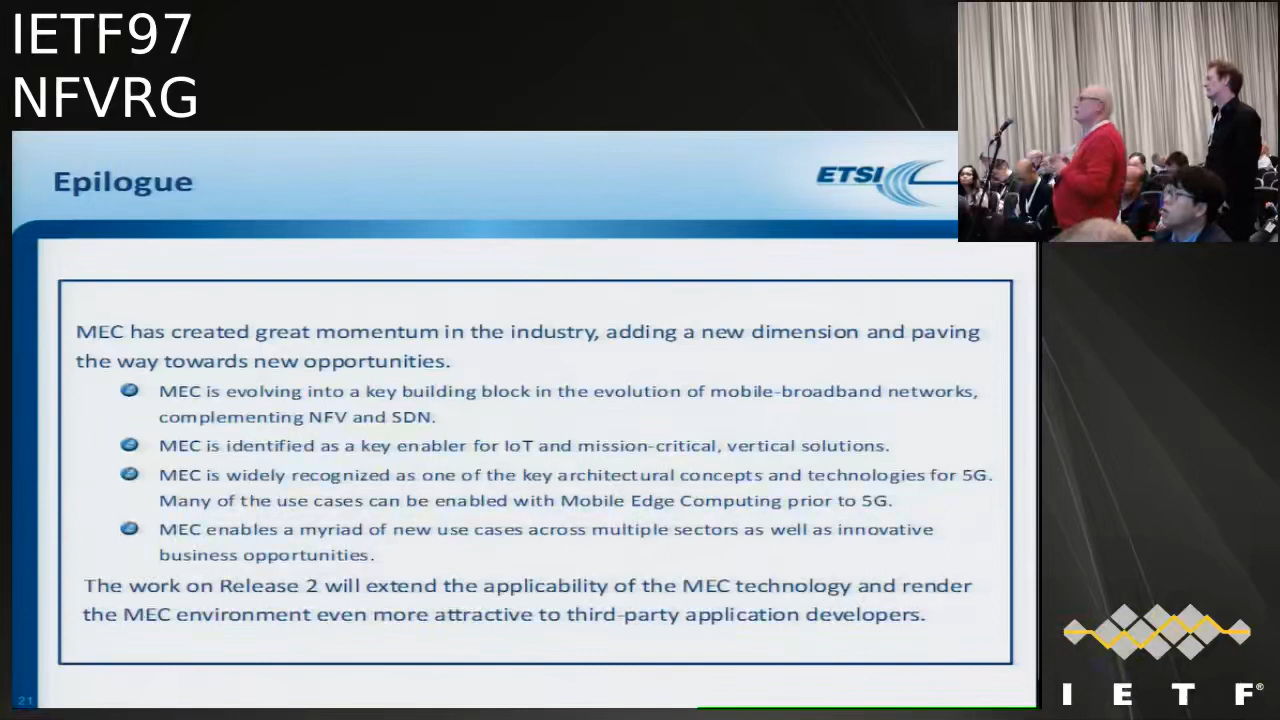 IETF97
NFVRG
Epilogue
ETSI
MEC has created great momentum in the industry, adding a new dimension and paving
the way towards new opportunities.
MEC is evolving into a key building block in the evolution of mobile-broadband networks,
complementing NFV and SDN.
MEC is identified as a key enabler for IoT and mission-critical, vertical solutions.
MEC is widely recognized as one of the key architectural concepts and technologies for 5G.
Many of the use cases can be enabled with Mobile Edge Computing prior to 5G.
MEC enables a myriad of new use cases across multiple sectors as well as innovative
business opportunities.
The work on Release 2 will extend the applicability of the MEC technology and render
the MEC environment even more attractive to third-party application developers.
21
I E T F®